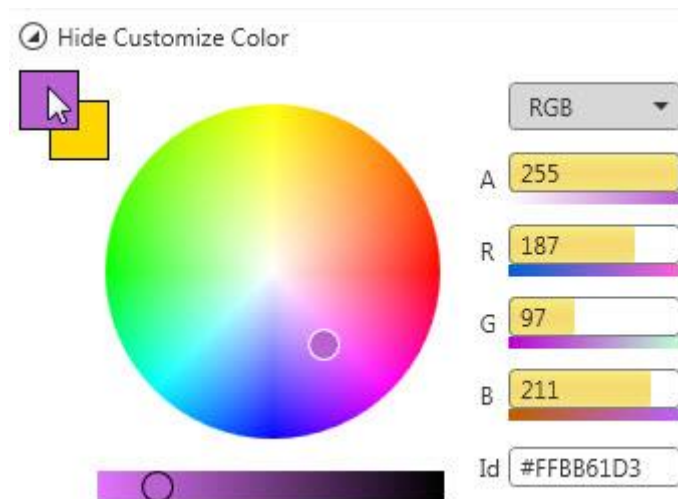 Hide Customize Color
RGB
A 255
R 187
G 97
B 211
Id #FFBB61D3